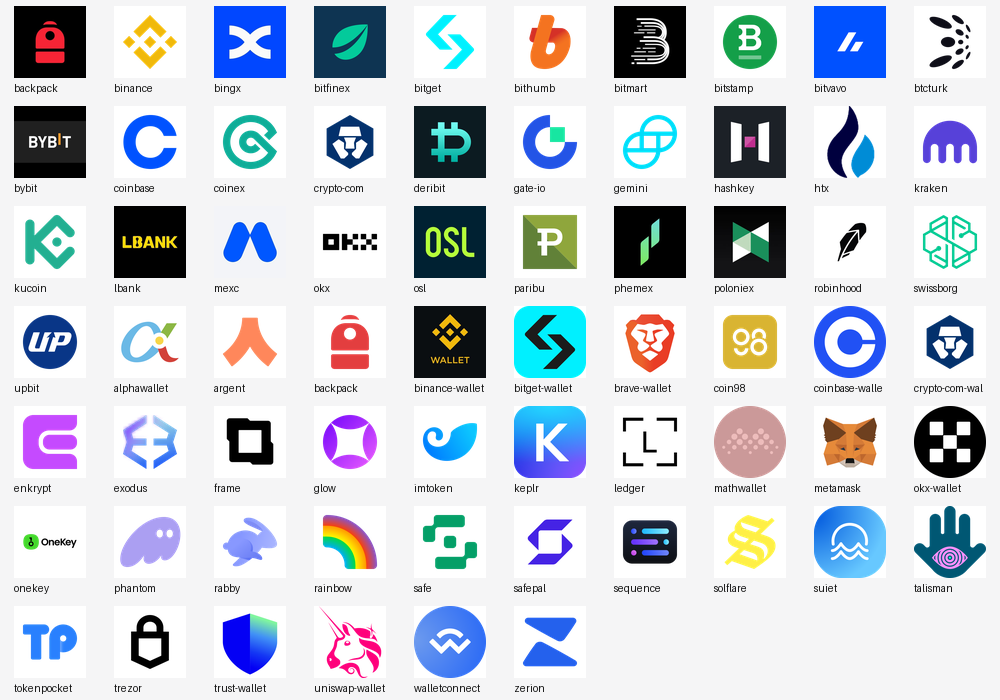 backpack binance bingx bitfinex bitget bithumb bitmart bitstamp bitvavo btcturk
BYBIT
bybit coinbase coinex crypto-com deribit gate-io gemini hashkey htx kraken
LBANK OKX OSL
kucoin lbank mexc okx osl paribu phemex poloniex robinhood swissborg
UP WALLET 98
upbit alphawallet argent backpack binance-wallet bitget-wallet brave-wallet coin98 coinbase-walle crypto-com-wal
K L
enkrypt exodus frame glow imtoken keplr ledger mathwallet metamask okx-wallet
OneKey
onekey phantom rabby rainbow safe safepal sequence solflare suiet talisman
TP
tokenpocket trezor trust-wallet uniswap-wallet walletconnect zerion